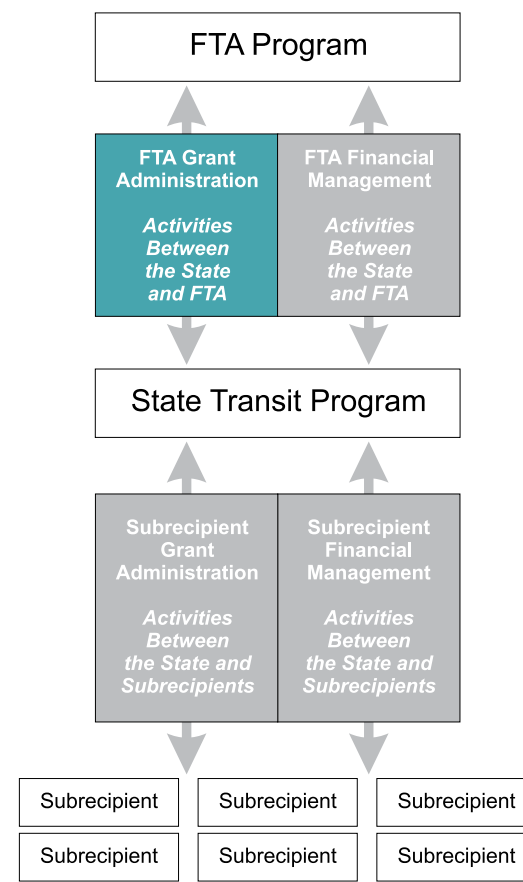 FTA Program
FTA Grant
Administration
Activities
Between
the State
and FTA
FTA Financial
Management
Activities
Between
the State
and FTA
State Transit Program
Subrecipient
Grant
Administration
Activities
Between
the State and
Subrecipients
Subrecipient
Financial
Management
Activities
Between
the State and
Subrecipients
Subrecipient
Subrecipient
Subrecipient
Subrecipient
Subrecipient
Subrecipient